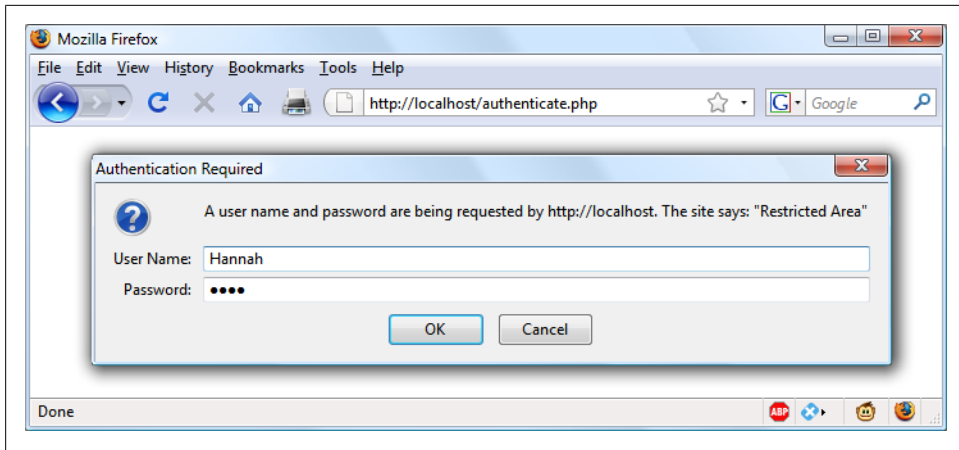 Mozilla Firefox
File Edit View History Bookmarks Tools Help
http://localhost/authenticate.php
G Google
Authentication Required
A user name and password are being requested by http://localhost. The site says: "Restricted Area"
User Name: Hannah
Password: ••••
OK Cancel
Done
ABP